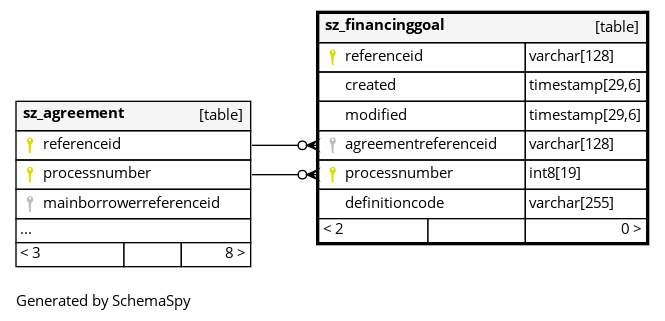 sz_financinggoal [table]
referenceid varchar[128]
created timestamp[29,6]
modified timestamp[29,6]
agreementreferenceid varchar[128]
processnumber int8[19]
definitioncode varchar[255]
< 2 0 >
sz_agreement [table]
referenceid
processnumber
mainborrowerreferenceid
...
< 3 8 >
Generated by SchemaSpy